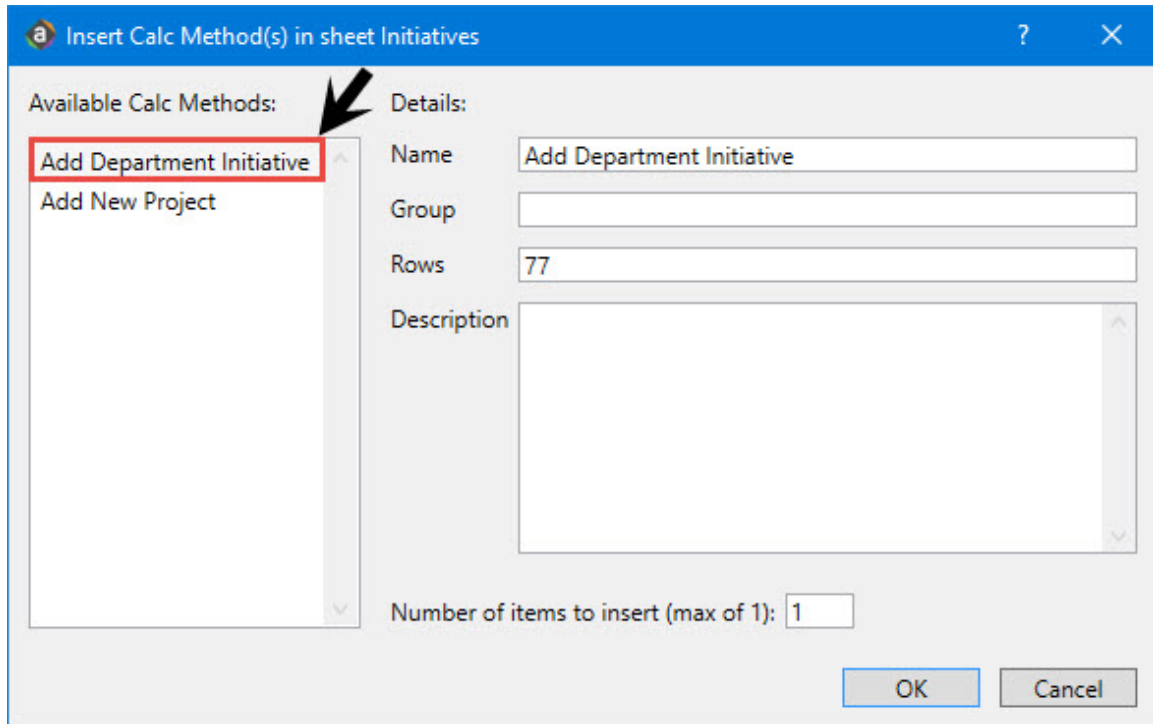 Insert Calc Method(s) in sheet Initiatives
Available Calc Methods:
Add Department Initiative
Add New Project
Details:
Name Add Department Initiative
Group
Rows 77
Description
Number of items to insert (max of 1): 1
OK Cancel